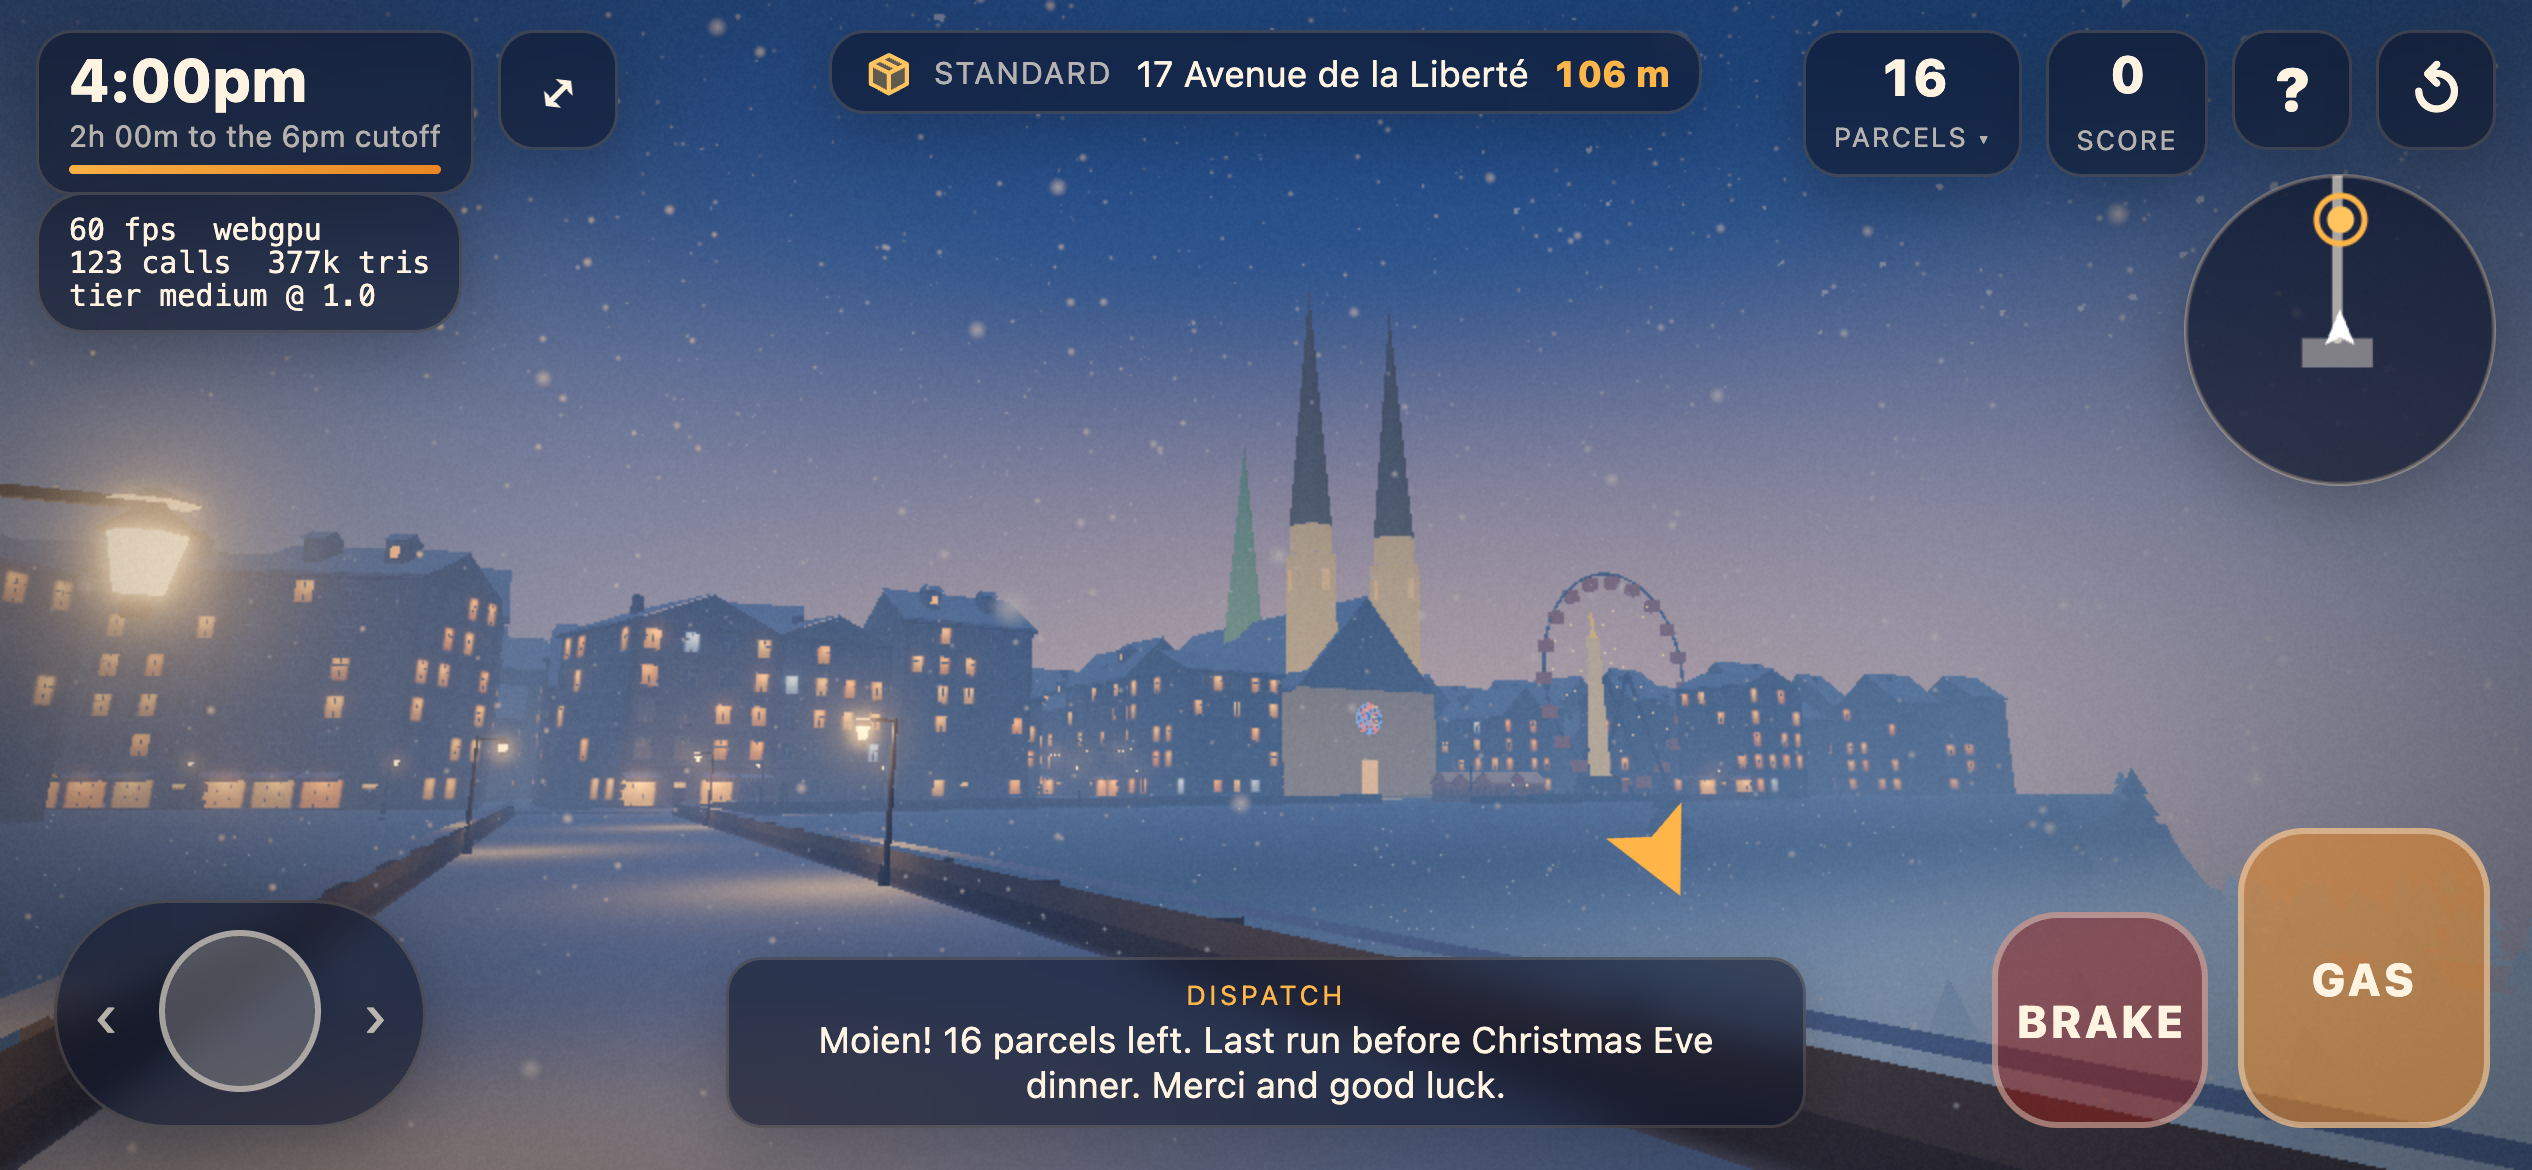 4:00pm
2h 00m to the 6pm cutoff
60 fps webgpu
123 calls 377k tris
tier medium @ 1.0
STANDARD 17 Avenue de la Liberté 106 m
16
PARCELS ▾
0
SCORE
?
DISPATCH
Moien! 16 parcels left. Last run before Christmas Eve
dinner. Merci and good luck.
‹ ›
BRAKE
GAS